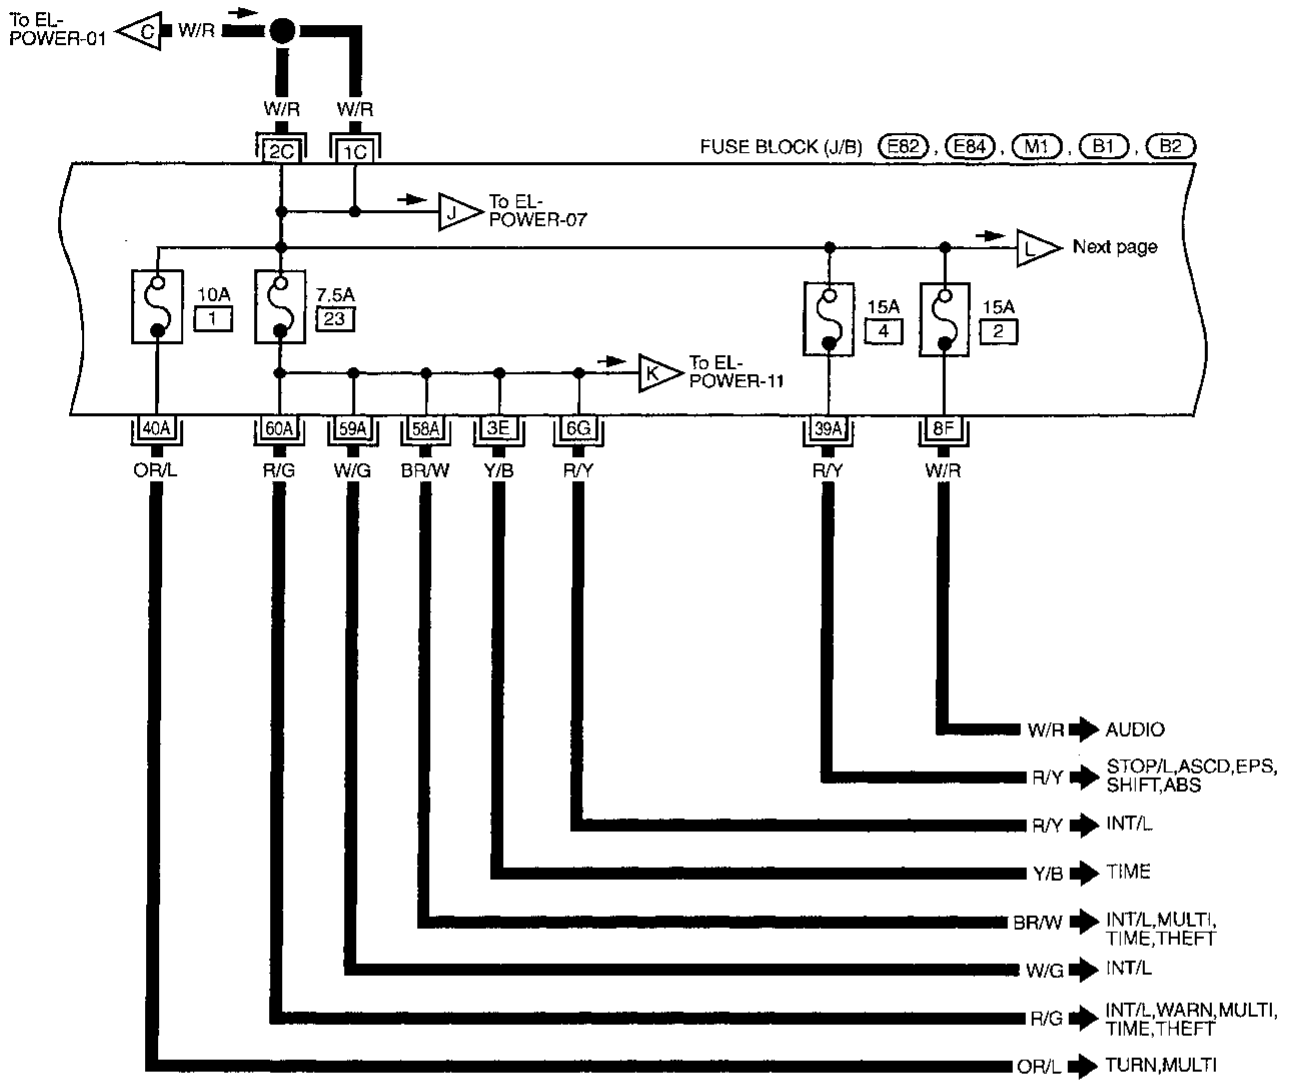 To EL-
POWER-01
C W/R
W/R W/R
2C 1C
FUSE BLOCK (J/B) E82 , E84 , M1 , B1 , B2
J To EL-
POWER-07
L Next page
10A
1
7.5A
23
15A
4
15A
2
K To EL-
POWER-11
40A 60A 59A 58A 3E 6G 39A 8F
OR/L R/G W/G BR/W Y/B R/Y R/Y W/R
W/R AUDIO
R/Y STOP/L,ASCD,EPS,
SHIFT,ABS
R/Y INT/L
Y/B TIME
BR/W INT/L,MULTI,
TIME,THEFT
W/G INT/L
R/G INT/L,WARN,MULTI,
TIME,THEFT
OR/L TURN,MULTI